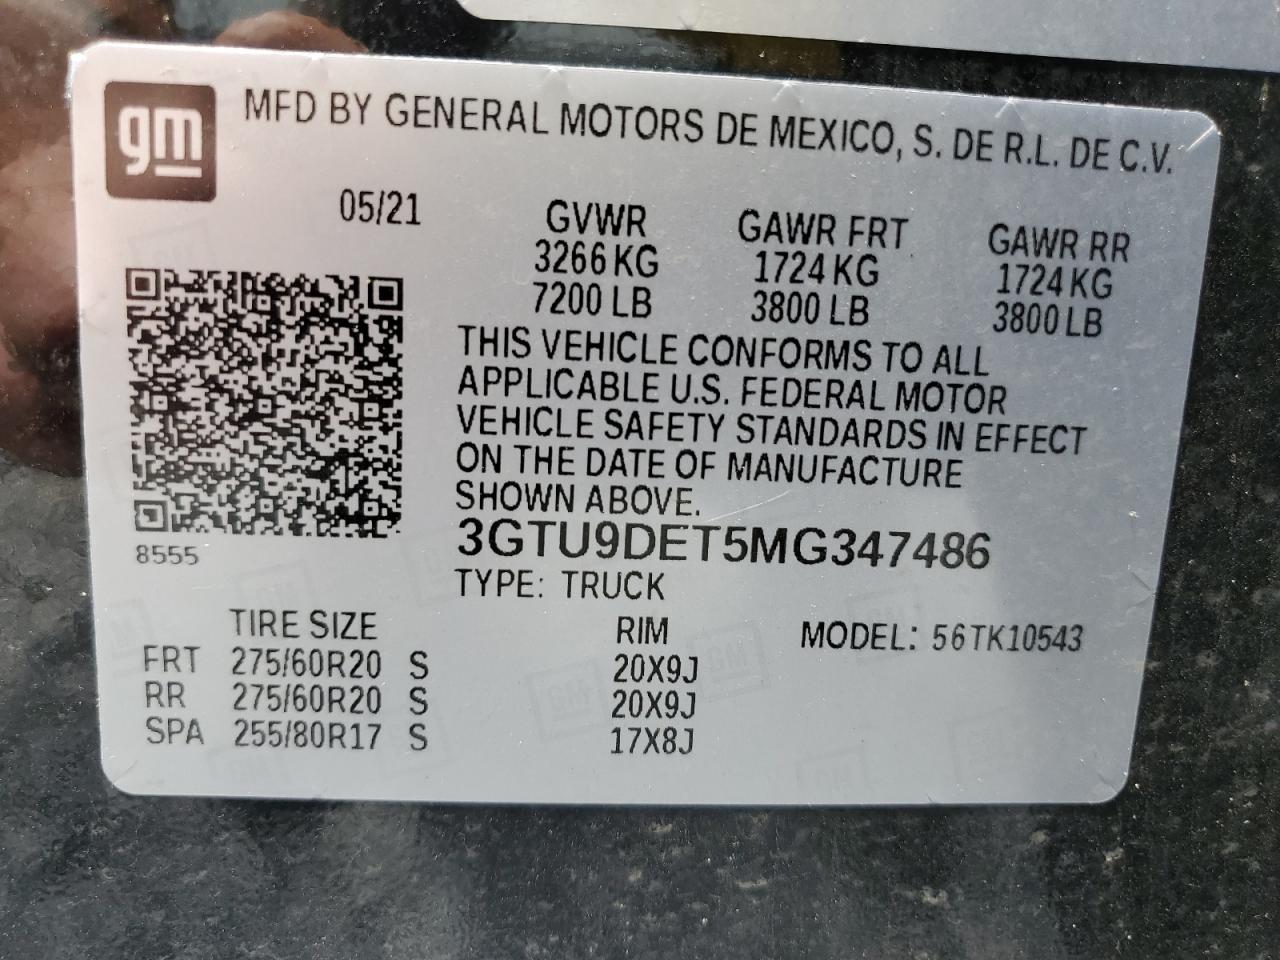 gm
MFD BY GENERAL MOTORS DE MEXICO, S. DE R.L. DE C.V.
05/21
GVWR GAWR FRT GAWR RR
3266 KG 1724 KG 1724 KG
7200 LB 3800 LB 3800 LB
THIS VEHICLE CONFORMS TO ALL
APPLICABLE U.S. FEDERAL MOTOR
VEHICLE SAFETY STANDARDS IN EFFECT
ON THE DATE OF MANUFACTURE
SHOWN ABOVE.
8555
3GTU9DET5MG347486
TYPE: TRUCK
TIRE SIZE RIM MODEL: 56TK10543
FRT 275/60R20 S 20X9J
RR 275/60R20 S 20X9J
SPA 255/80R17 S 17X8J